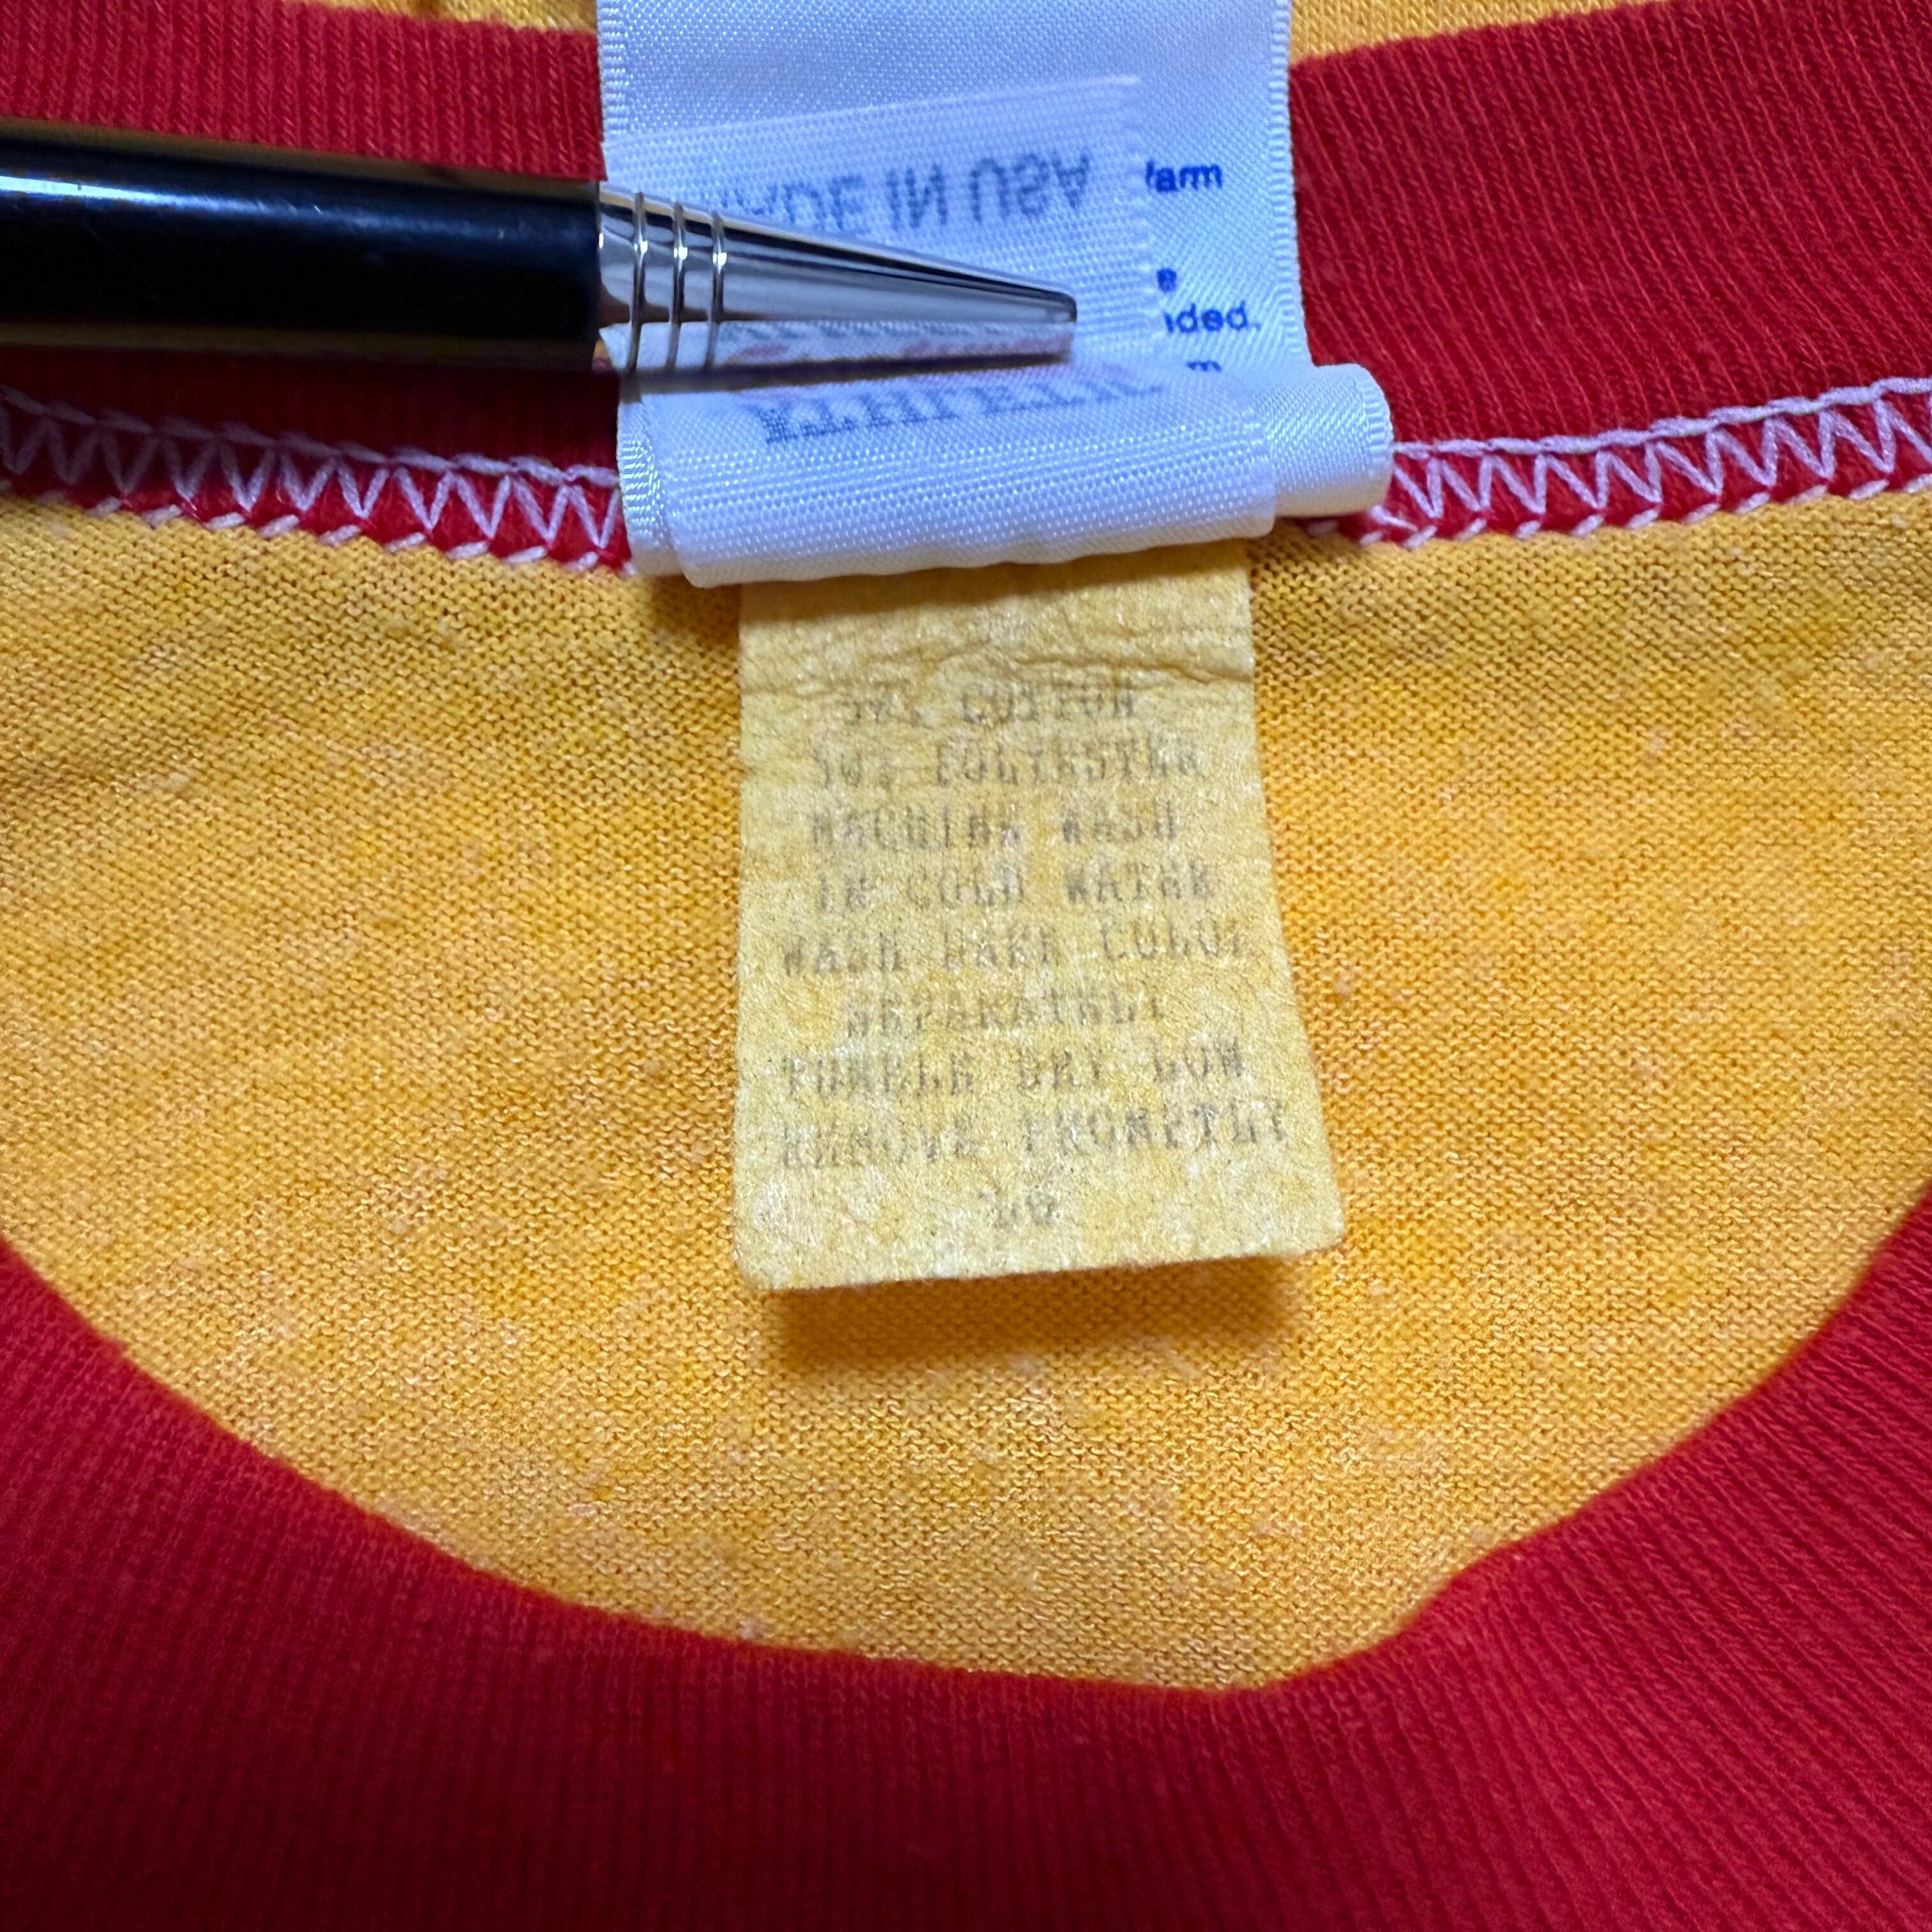 MADE IN USA
arm
e
ded.
m
50% COTTON
50% POLYESTER
MACHINE WASH
IN COLD WATER
WASH DARK COLOR
SEPARATELY
TUMBLE DRY LOW
REMOVE PROMPTLY